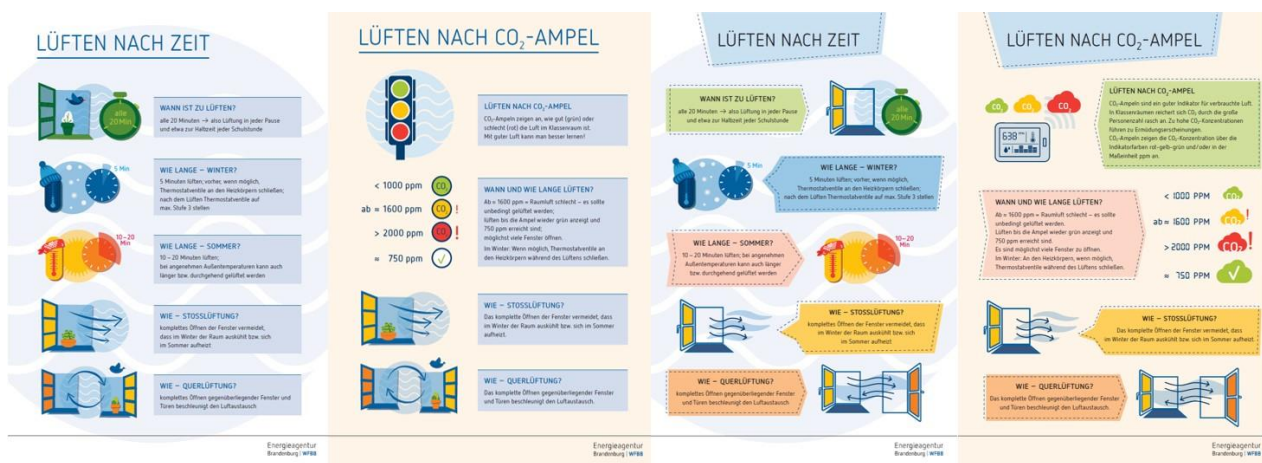 LÜFTEN NACH ZEIT
alle
20 Min
WANN IST ZU LÜFTEN?
alle 20 Minuten → also Lüftung in jeder Pause
und etwa zur Halbzeit jeder Schulstunde
5 Min
WIE LANGE – WINTER?
5 Minuten lüften; vorher, wenn möglich,
Thermostatventile an den Heizkörpern schließen;
nach dem Lüften Thermostatventile auf
max. Stufe 3 stellen
10–20
Min
WIE LANGE – SOMMER?
10 – 20 Minuten lüften;
bei angenehmen Außentemperaturen kann auch
länger bzw. durchgehend gelüftet werden
WIE – STOSSLÜFTUNG?
komplettes Öffnen der Fenster vermeidet,
dass im Winter der Raum auskühlt bzw. sich
im Sommer aufheizt
WIE – QUERLÜFTUNG?
komplettes Öffnen gegenüberliegender Fenster und
Türen beschleunigt den Luftaustausch
Energieagentur
Brandenburg | WFBB
LÜFTEN NACH CO₂-AMPEL
LÜFTEN NACH CO₂-AMPEL
CO₂-Ampeln zeigen an, wie gut (grün) oder
schlecht (rot) die Luft im Klassenraum ist.
Mit guter Luft kann man besser lernen!
< 1000 ppm CO₂
ab = 1600 ppm CO₂ !
> 2000 ppm CO₂ !
= 750 ppm
WANN UND WIE LANGE LÜFTEN?
Ab = 1600 ppm = Raumluft schlecht – es sollte
unbedingt gelüftet werden;
lüften bis die Ampel wieder grün anzeigt und
750 ppm erreicht sind;
möglichst viele Fenster öffnen.
Im Winter: Wenn möglich, Thermostatventile an
den Heizkörpern während des Lüftens schließen.
WIE – STOSSLÜFTUNG?
Das komplette Öffnen der Fenster vermeidet, dass
im Winter der Raum auskühlt bzw. sich im Sommer
aufheizt.
WIE – QUERLÜFTUNG?
Das komplette Öffnen gegenüberliegender Fenster
und Türen beschleunigt den Luftaustausch.
Energieagentur
Brandenburg | WFBB
LÜFTEN NACH ZEIT
WANN IST ZU LÜFTEN?
alle 20 Minuten → also Lüftung in jeder Pause
und etwa zur Halbzeit jeder Schulstunde
alle
20 Min
5 Min
WIE LANGE – WINTER?
5 Minuten lüften; vorher, wenn möglich,
Thermostatventile an den Heizkörpern schließen;
nach dem Lüften Thermostatventile auf
max. Stufe 3 stellen
WIE LANGE – SOMMER?
10 – 20 Minuten lüften; bei angenehmen
Außentemperaturen kann auch länger
bzw. durchgehend gelüftet werden
10–20
Min
WIE – STOSSLÜFTUNG?
komplettes Öffnen der Fenster vermeidet, dass
im Winter der Raum auskühlt bzw. sich
im Sommer aufheizt
WIE – QUERLÜFTUNG?
komplettes Öffnen gegenüberliegender Fenster
und Türen beschleunigt den Luftaustausch
Energieagentur
Brandenburg | WFBB
LÜFTEN NACH CO₂-AMPEL
CO₂ CO₂ CO₂
638
LÜFTEN NACH CO₂-AMPEL
CO₂-Ampeln sind ein guter Indikator für verbrauchte Luft.
In Klassenräumen reichert sich CO₂ durch die große
Personenzahl rasch an. Zu hohe CO₂-Konzentrationen
führen zu Ermüdungserscheinungen.
CO₂-Ampeln zeigen die CO₂-Konzentration über die
Indikatorfarben rot-gelb-grün und/oder in der
Maßeinheit ppm an.
WANN UND WIE LANGE LÜFTEN?
Ab = 1600 ppm = Raumluft schlecht – es sollte
unbedingt gelüftet werden.
Lüften bis die Ampel wieder grün anzeigt und
750 ppm erreicht sind.
Es sind möglichst viele Fenster zu öffnen.
Im Winter: An den Heizkörpern, wenn möglich,
Thermostatventile während des Lüftens schließen.
< 1000 PPM CO₂
ab = 1600 PPM CO₂ !
> 2000 PPM CO₂ !
= 750 PPM
WIE – STOSSLÜFTUNG?
Das komplette Öffnen der Fenster vermeidet, dass
im Winter der Raum auskühlt bzw. sich im Sommer aufheizt.
WIE – QUERLÜFTUNG?
Das komplette Öffnen gegenüberliegender Fenster
und Türen beschleunigt den Luftaustausch.
Energieagentur
Brandenburg | WFBB